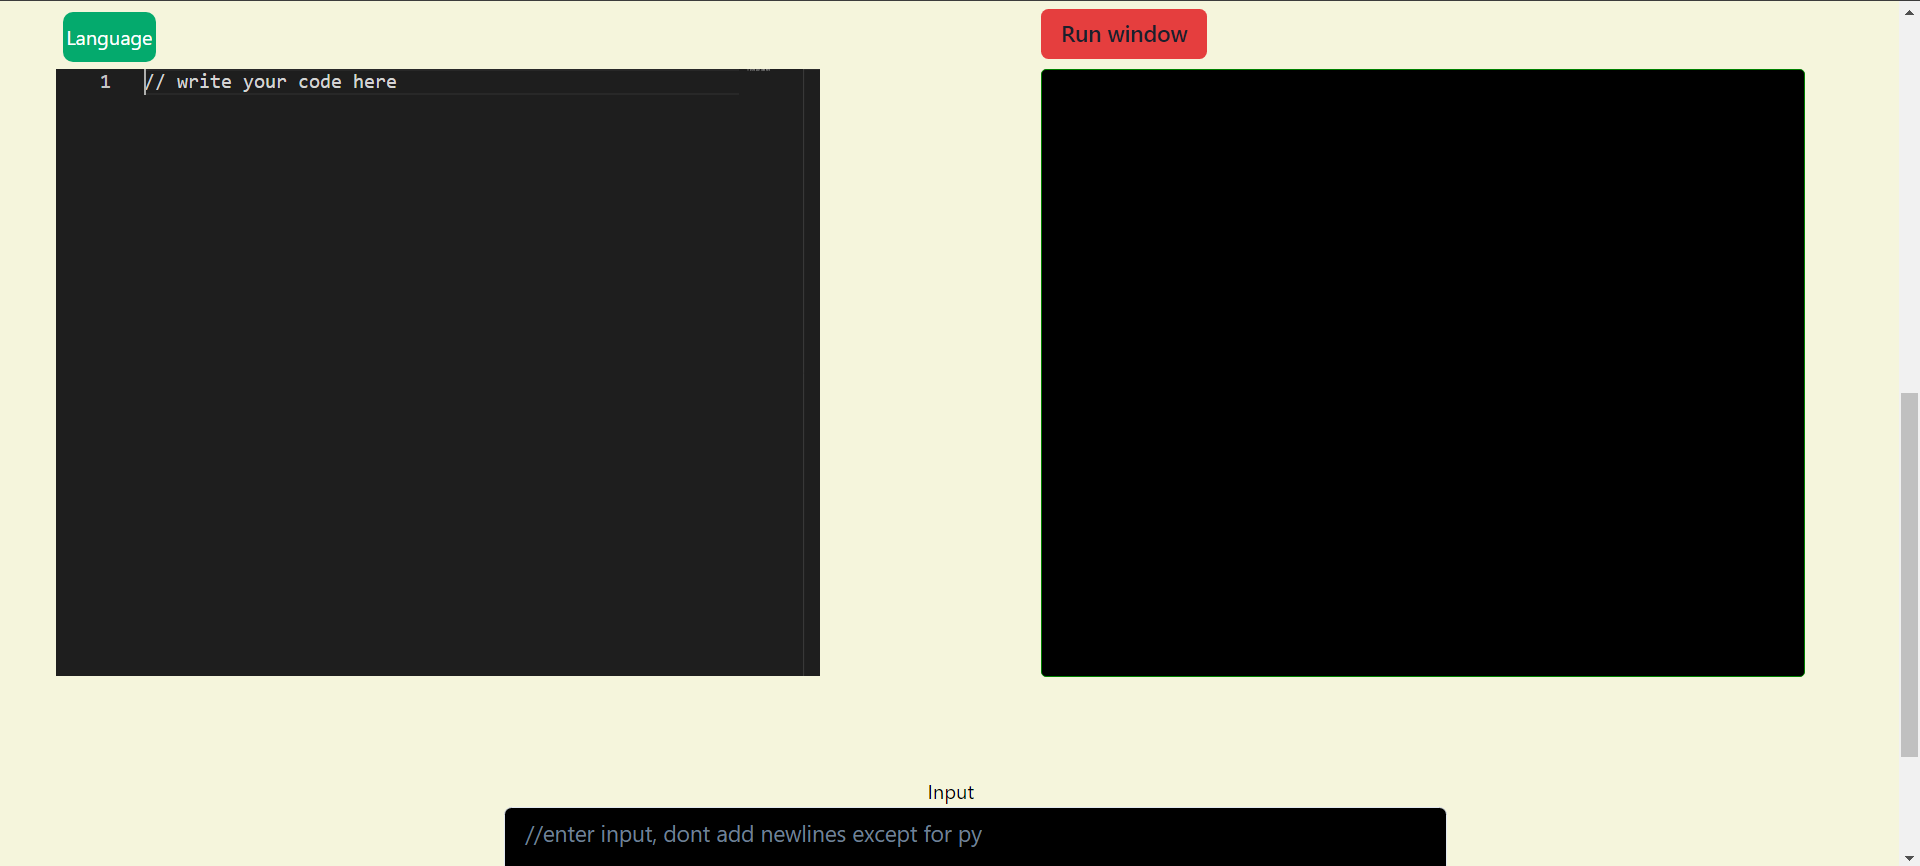 Language
Run window
1 // write your code here
Input
//enter input, dont add newlines except for py